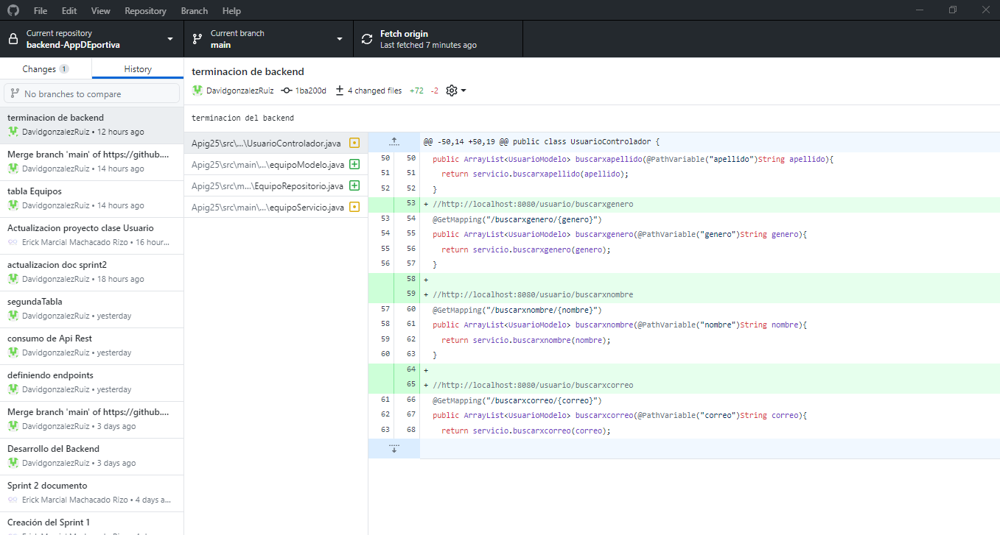 File Edit View Repository Branch Help
Current repository
backend-AppDEportiva
Current branch
main
Fetch origin
Last fetched 7 minutes ago
Changes 1
History
No branches to compare
terminacion de backend
DavidgonzalezRuiz • 12 hours ago
Merge branch 'main' of https://github....
DavidgonzalezRuiz • 14 hours ago
tabla Equipos
DavidgonzalezRuiz • 14 hours ago
Actualizacion proyecto clase Usuario
Erick Marcial Machacado Rizo • 16 hour...
actualizacion doc sprint2
DavidgonzalezRuiz • 18 hours ago
segundaTabla
DavidgonzalezRuiz • yesterday
consumo de Api Rest
DavidgonzalezRuiz • yesterday
definiendo endpoints
DavidgonzalezRuiz • yesterday
Merge branch 'main' of https://github....
DavidgonzalezRuiz • 3 days ago
Desarrollo del Backend
DavidgonzalezRuiz • 3 days ago
Sprint 2 documento
Erick Marcial Machacado Rizo • 4 days a...
Creación del Sprint 1
terminacion de backend
DavidgonzalezRuiz 1ba200d 4 changed files +72 -2
terminacion del backend
Apig25\src\...\UsuarioControlador.java
Apig25\src\main\...\equipoModelo.java
Apig25\src\m...\EquipoRepositorio.java
Apig25\src\main\...\equipoServicio.java
@@ -50,14 +50,19 @@ public class UsuarioControlador {
50 50 public ArrayList<UsuarioModelo> buscarxapellido(@PathVariable("apellido")String apellido){
51 51 return servicio.buscarxapellido(apellido);
52 52 }
53 + //http://localhost:8080/usuario/buscarxgenero
53 54 @GetMapping("/buscarxgenero/{genero}")
54 55 public ArrayList<UsuarioModelo> buscarxgenero(@PathVariable("genero")String genero){
55 56 return servicio.buscarxgenero(genero);
56 57 }
58 +
59 + //http://localhost:8080/usuario/buscarxnombre
57 60 @GetMapping("/buscarxnombre/{nombre}")
58 61 public ArrayList<UsuarioModelo> buscarxnombre(@PathVariable("nombre")String nombre){
59 62 return servicio.buscarxnombre(nombre);
60 63 }
64 +
65 + //http://localhost:8080/usuario/buscarxcorreo
61 66 @GetMapping("/buscarxcorreo/{correo}")
62 67 public ArrayList<UsuarioModelo> buscarxcorreo(@PathVariable("correo")String correo){
63 68 return servicio.buscarxcorreo(correo);